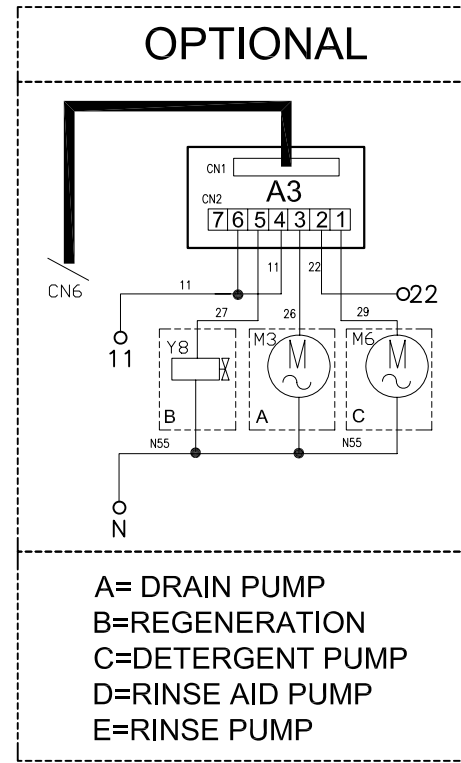 OPTIONAL
CN1
A3
CN2
7 6 5 4 3 2 1
CN6
11
11
22
22
11
27
26
29
Y8
M3
M6
M
M
B
A
C
N55
N55
N
A= DRAIN PUMP
B=REGENERATION
C=DETERGENT PUMP
D=RINSE AID PUMP
E=RINSE PUMP